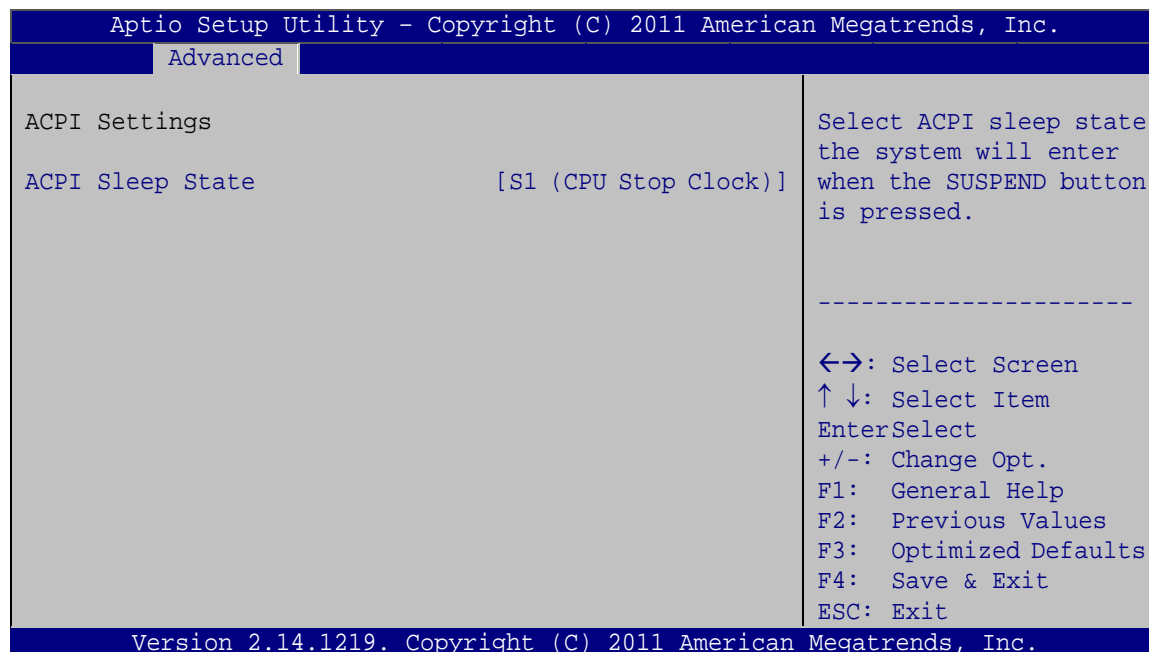 Aptio Setup Utility – Copyright (C) 2011 American Megatrends, Inc.
Advanced
ACPI Settings
ACPI Sleep State [S1 (CPU Stop Clock)]
Select ACPI sleep state
the system will enter
when the SUSPEND button
is pressed.
----------------------
←→: Select Screen
↑ ↓: Select Item
EnterSelect
+/-: Change Opt.
F1: General Help
F2: Previous Values
F3: Optimized Defaults
F4: Save & Exit
ESC: Exit
Version 2.14.1219. Copyright (C) 2011 American Megatrends, Inc.